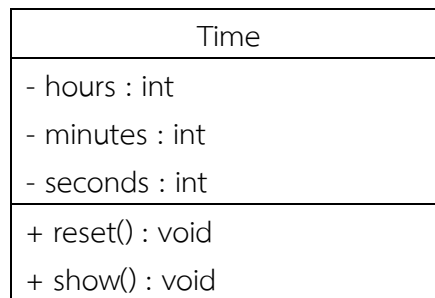 Time
- hours : int
- minutes : int
- seconds : int
+ reset() : void
+ show() : void